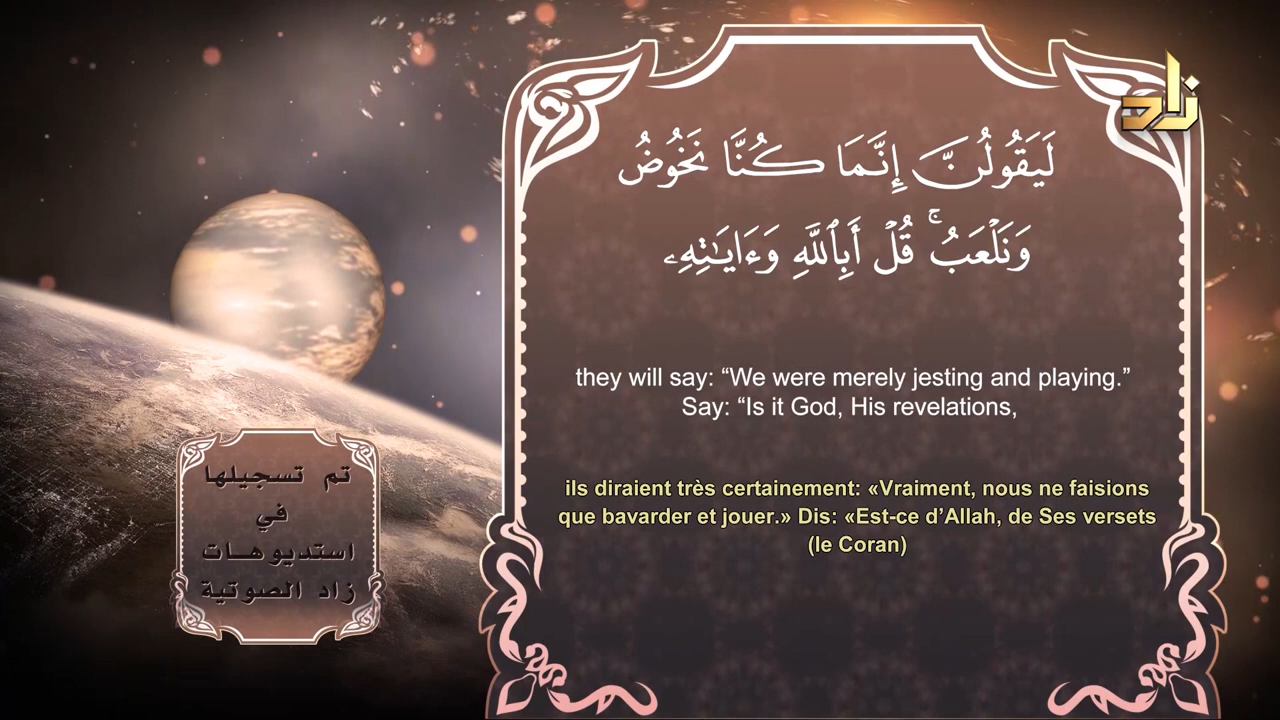 زاد
لَيَقُولُنَّ إِنَّمَا كُنَّا نَخُوضُ
وَنَلْعَبُ ۚ قُلْ أَبِٱللَّهِ وَءَايَـٰتِهِۦ
they will say: “We were merely jesting and playing.”
Say: “Is it God, His revelations,
ils diraient très certainement: «Vraiment, nous ne faisions
que bavarder et jouer.» Dis: «Est-ce d’Allah, de Ses versets
(le Coran)
تم تسجيلها
في
استديوهات
زاد الصوتية